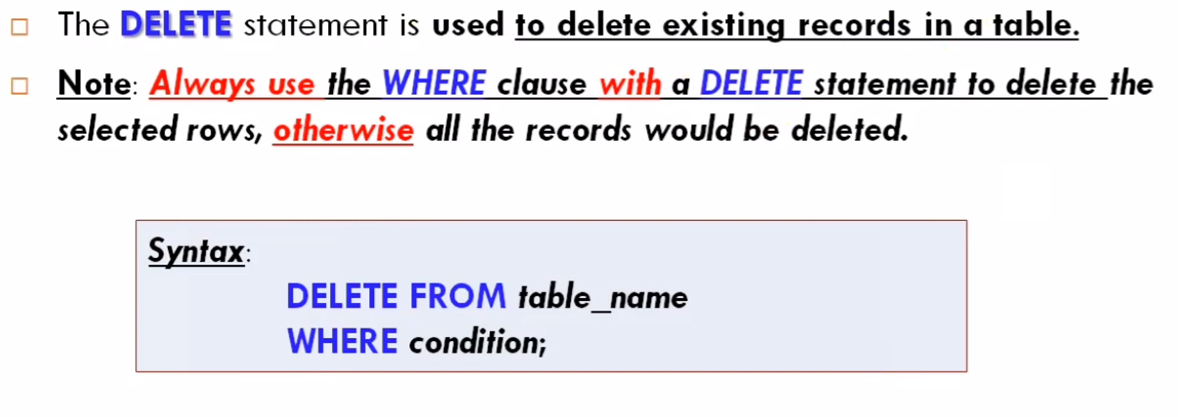 The DELETE statement is used to delete existing records in a table.
Note: Always use the WHERE clause with a DELETE statement to delete the
selected rows, otherwise all the records would be deleted.
Syntax:
DELETE FROM table_name
WHERE condition;